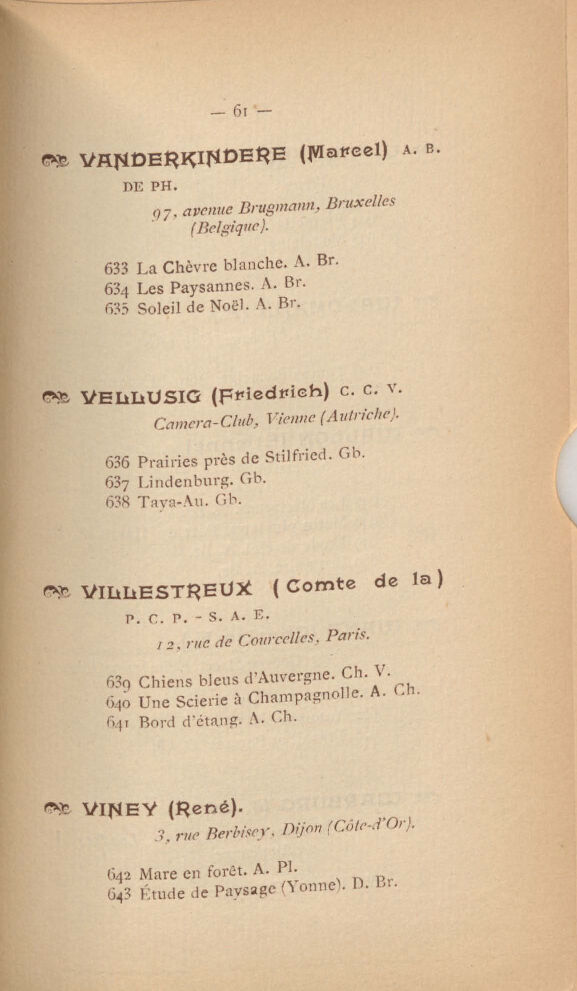 — 61 —
VANDERKINDERE (Marcel) A. B.
DE PH.
97, avenue Brugmann, Bruxelles
(Belgique).
633 La Chèvre blanche. A. Br.
634 Les Paysannes. A. Br.
635 Soleil de Noël. A. Br.
VELLUSIG (Friedrich) C. C. V.
Camera-Club, Vienne (Autriche).
636 Prairies près de Stilfried. Gb.
637 Lindenburg. Gb.
638 Taya-Au. Gb.
VILLESTREUX (Comte de la)
P. C. P. - S. A. E.
12, rue de Courcelles, Paris.
639 Chiens bleus d'Auvergne. Ch. V.
640 Une Scierie à Champagnolle. A. Ch.
641 Bord d'étang. A. Ch.
VINEY (René).
3, rue Berbisey, Dijon (Côte-d'Or).
642 Mare en forêt. A. Pl.
643 Étude de Paysage (Yonne). D. Br.